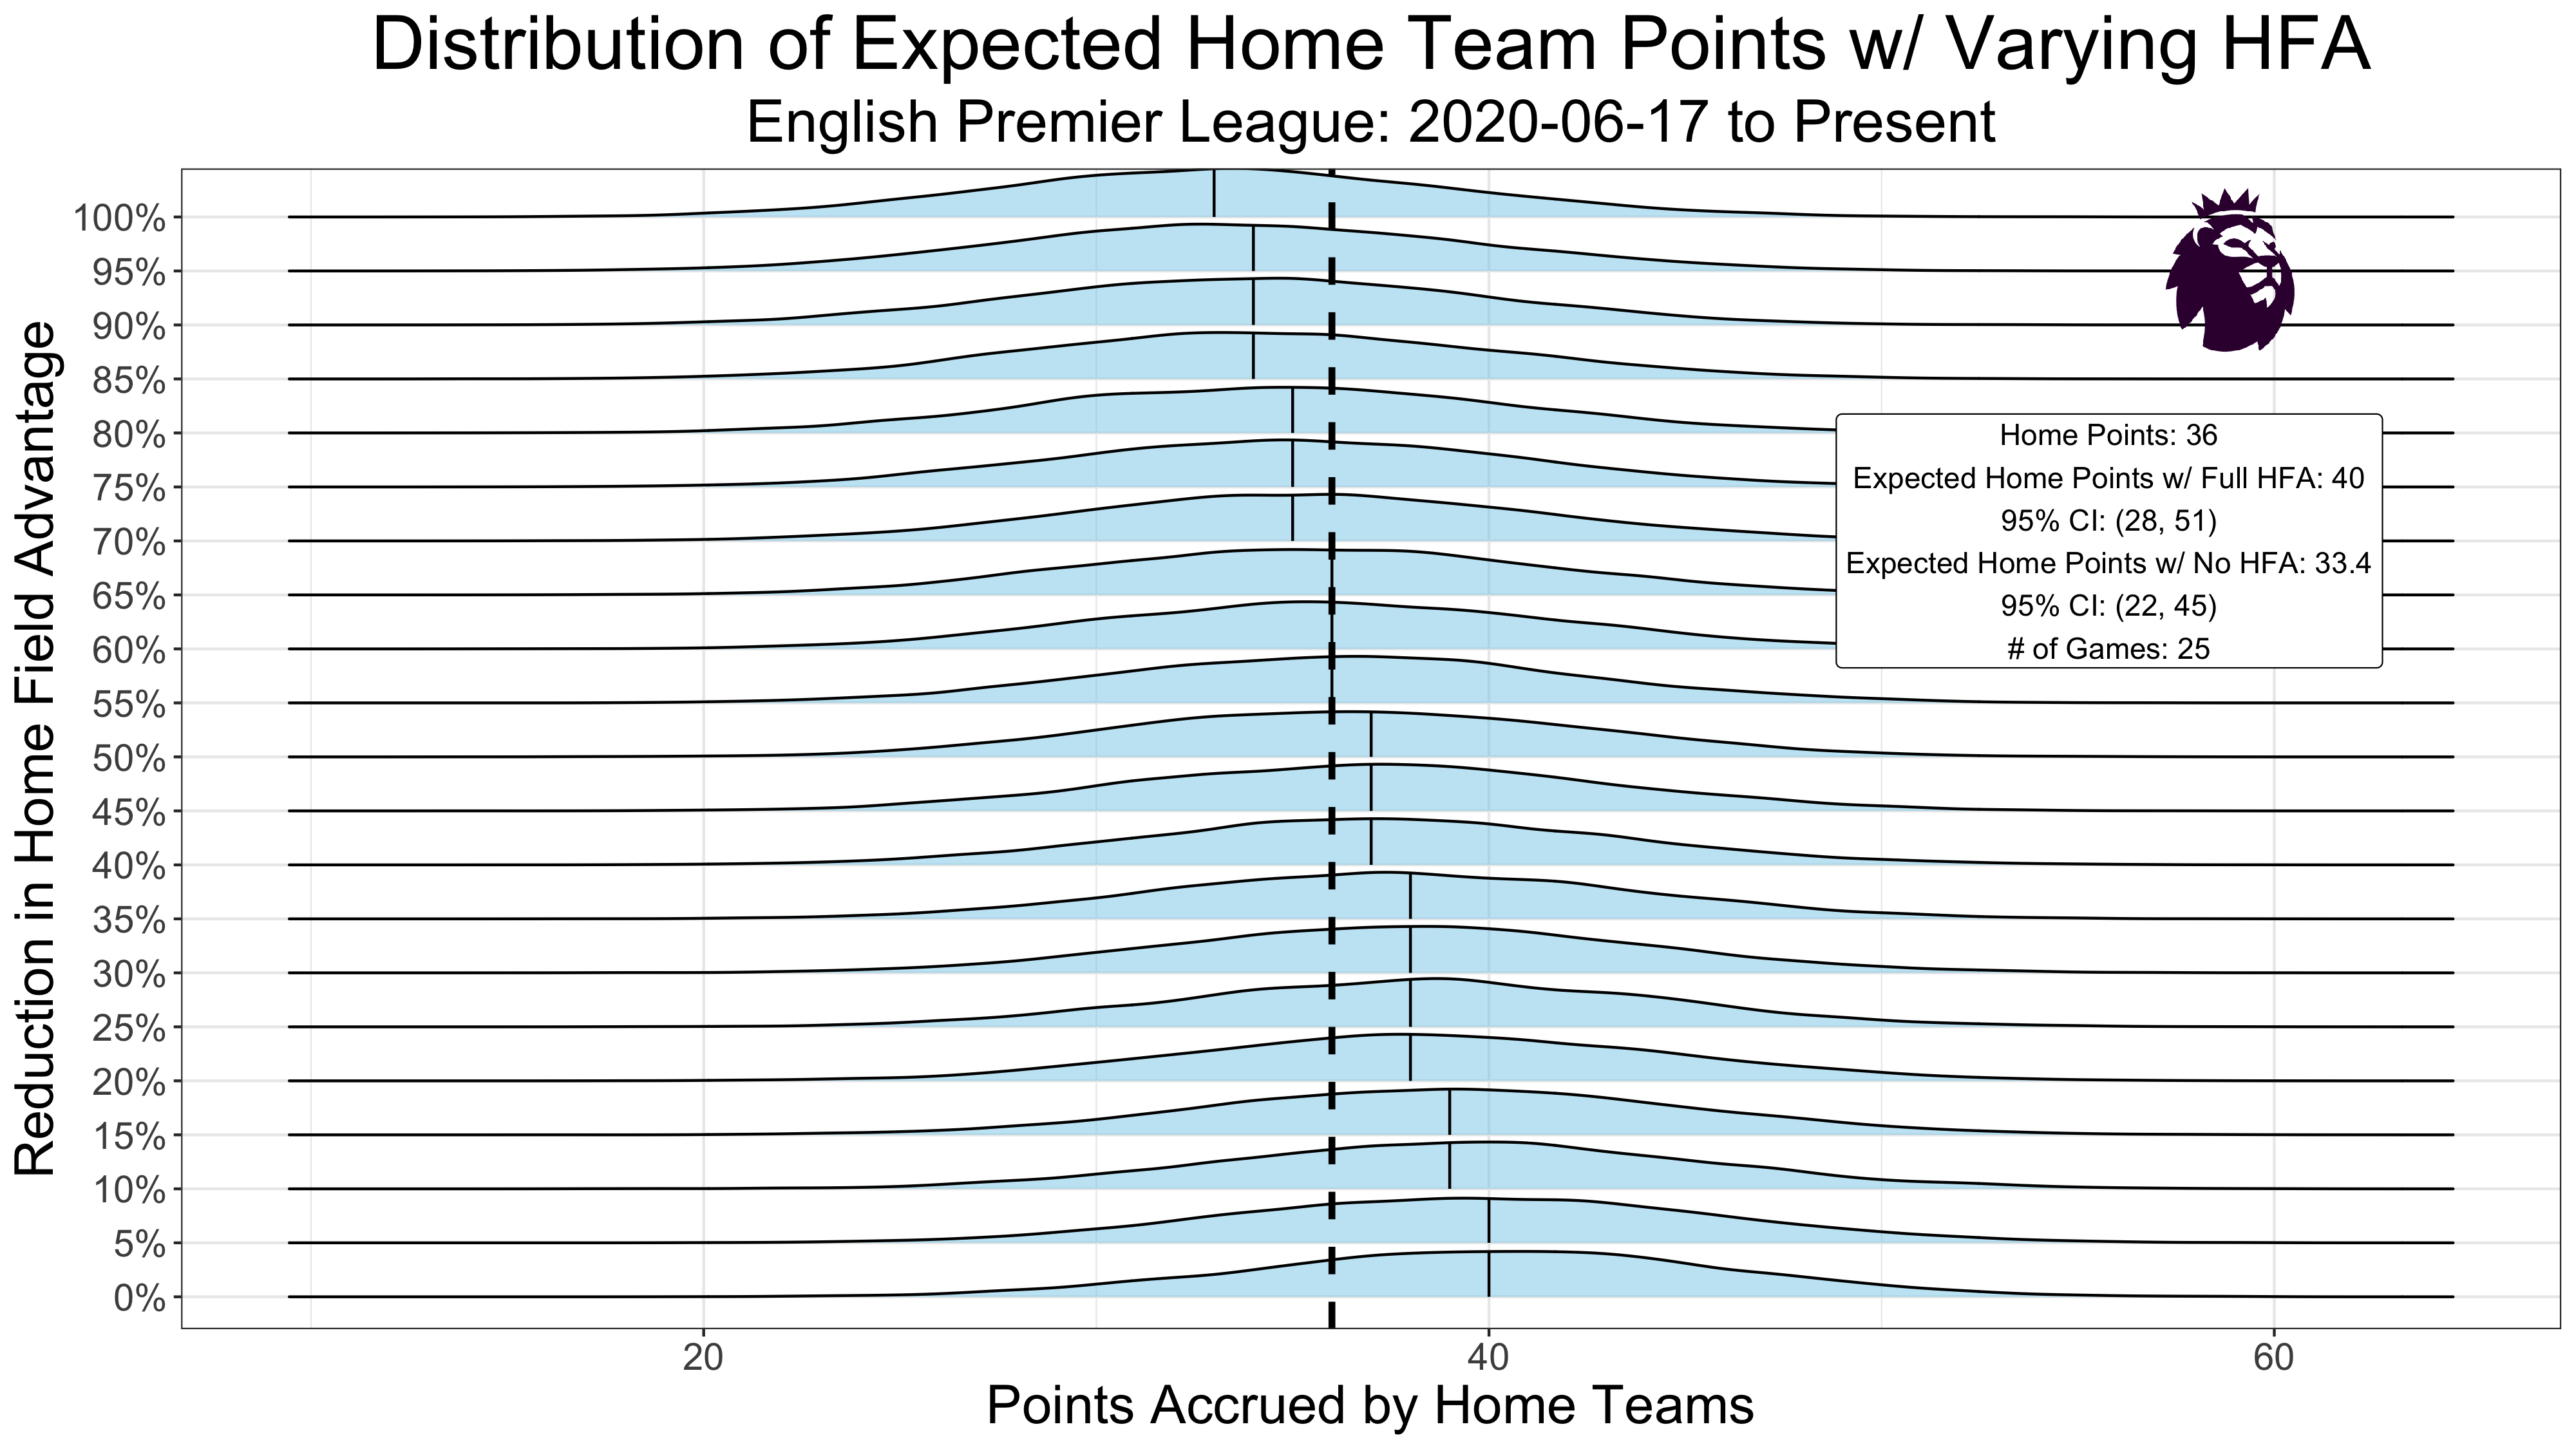 Distribution of Expected Home Team Points w/ Varying HFA
English Premier League: 2020-06-17 to Present
Reduction in Home Field Advantage
100%
95%
90%
85%
80%
75%
70%
65%
60%
55%
50%
45%
40%
35%
30%
25%
20%
15%
10%
5%
0%
Home Points: 36
Expected Home Points w/ Full HFA: 40
95% CI: (28, 51)
Expected Home Points w/ No HFA: 33.4
95% CI: (22, 45)
# of Games: 25
20 40 60
Points Accrued by Home Teams